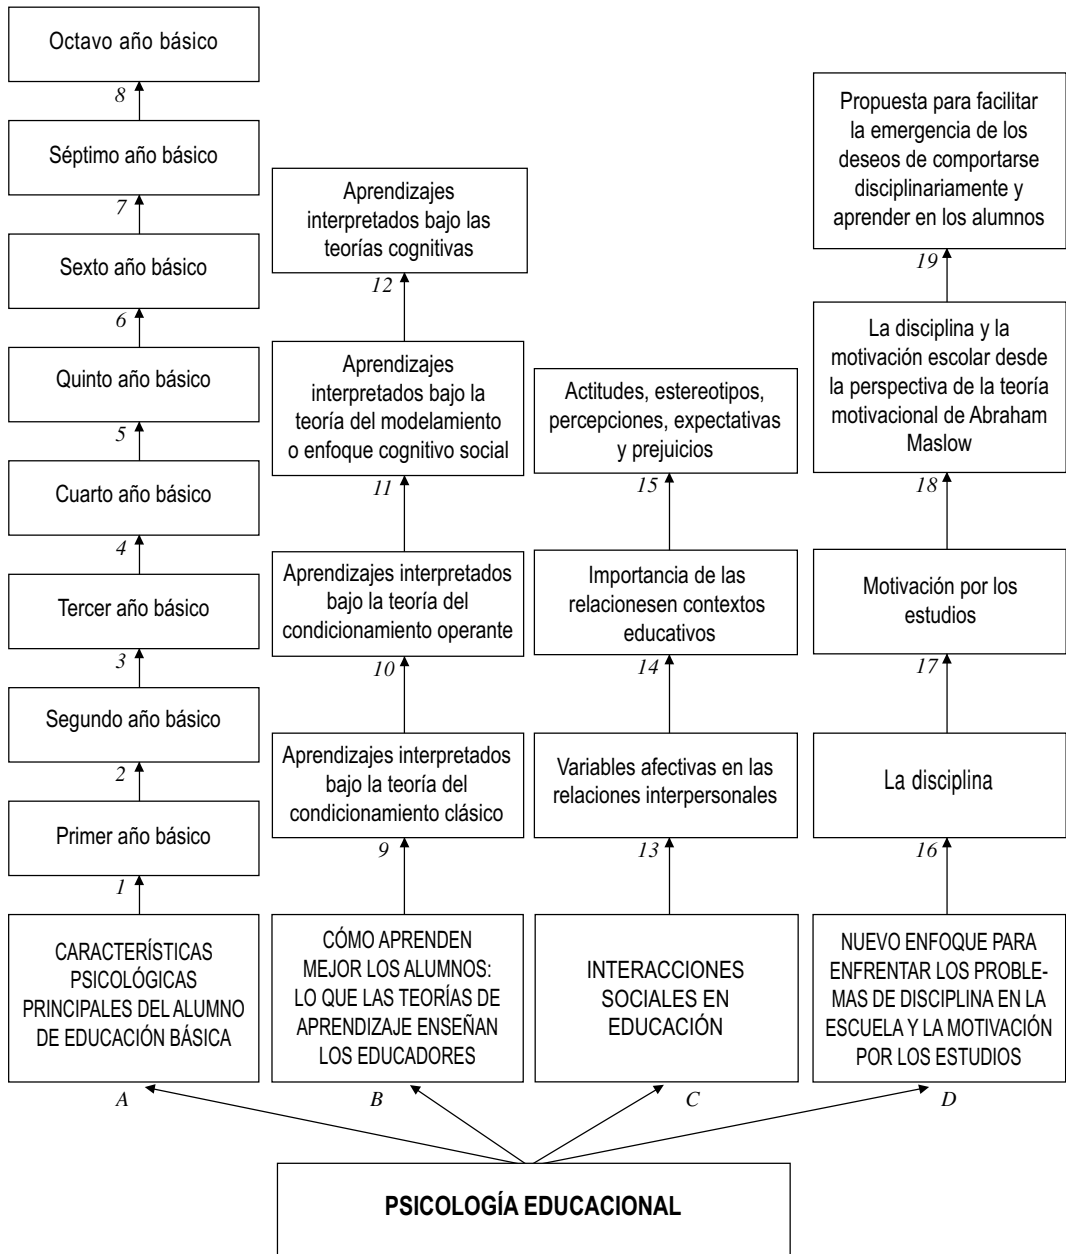 Octavo año básico
8
Séptimo año básico
7
Sexto año básico
6
Quinto año básico
5
Cuarto año básico
4
Tercer año básico
3
Segundo año básico
2
Primer año básico
1
CARACTERÍSTICAS
PSICOLÓGICAS
PRINCIPALES DEL ALUMNO
DE EDUCACIÓN BÁSICA
A
Aprendizajes
interpretados bajo las
teorías cognitivas
12
Aprendizajes
interpretados bajo la
teoría del modelamiento
o enfoque cognitivo social
11
Aprendizajes interpretados
bajo la teoría del
condicionamiento operante
10
Aprendizajes interpretados
bajo la teoría del
condicionamiento clásico
9
CÓMO APRENDEN
MEJOR LOS ALUMNOS:
LO QUE LAS TEORÍAS DE
APRENDIZAJE ENSEÑAN
LOS EDUCADORES
B
Actitudes, estereotipos,
percepciones, expectativas
y prejuicios
15
Importancia de las
relacionesen contextos
educativos
14
Variables afectivas en las
relaciones interpersonales
13
INTERACCIONES
SOCIALES EN
EDUCACIÓN
C
Propuesta para facilitar
la emergencia de los
deseos de comportarse
disciplinariamente y
aprender en los alumnos
19
La disciplina y la
motivación escolar desde
la perspectiva de la teoría
motivacional de Abraham
Maslow
18
Motivación por los
estudios
17
La disciplina
16
NUEVO ENFOQUE PARA
ENFRENTAR LOS PROBLE-
MAS DE DISCIPLINA EN LA
ESCUELA Y LA MOTIVACIÓN
POR LOS ESTUDIOS
D
PSICOLOGÍA EDUCACIONAL